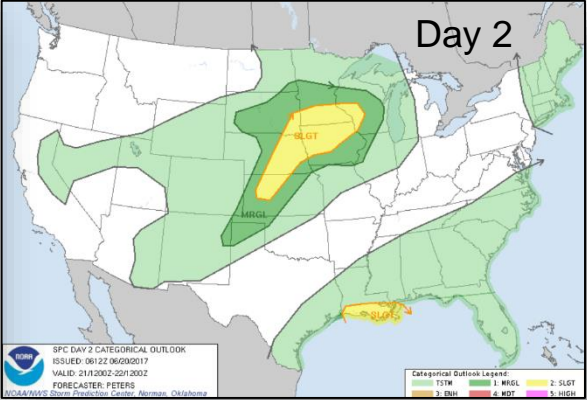 Day 2
SLGT
MRGL
SLGT
NOAA
SPC DAY 2 CATEGORICAL OUTLOOK
ISSUED: 0612Z 06/20/2017
VALID: 21/1200Z-22/1200Z
FORECASTER: PETERS
NOAA/NWS Storm Prediction Center, Norman, Oklahoma
Categorical Outlook Legend:
TSTM 1: MRGL 2: SLGT
3: ENH 4: MDT 5: HIGH